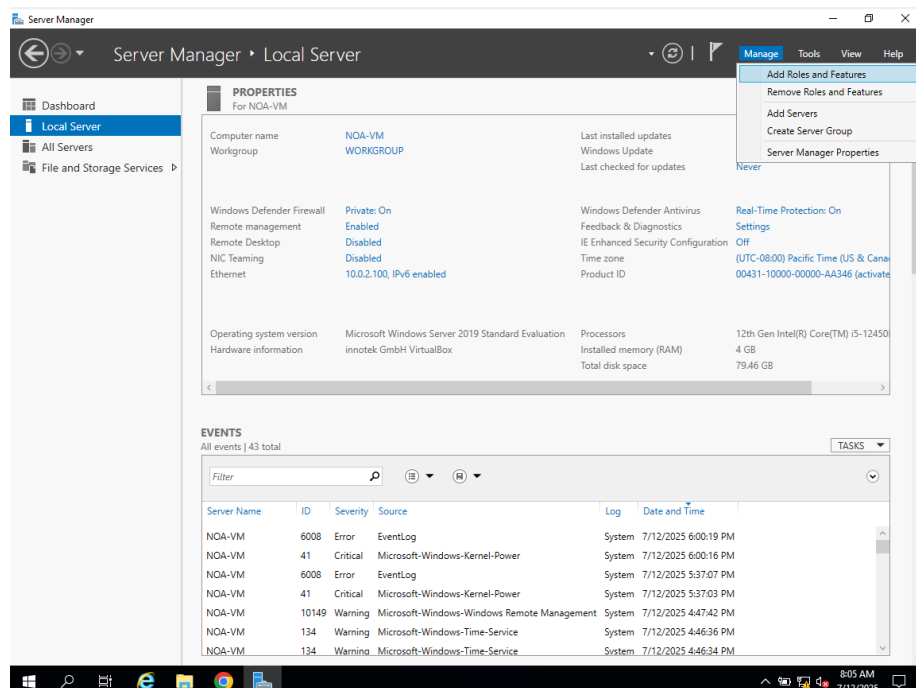 Server Manager
Server Manager • Local Server
Manage Tools View Help
Add Roles and Features
Remove Roles and Features
Add Servers
Create Server Group
Server Manager Properties
Dashboard
Local Server
All Servers
File and Storage Services
PROPERTIES
For NOA-VM
Computer name NOA-VM Last installed updates
Workgroup WORKGROUP Windows Update
Last checked for updates Never
Windows Defender Firewall Private: On Windows Defender Antivirus Real-Time Protection: On
Remote management Enabled Feedback & Diagnostics Settings
Remote Desktop Disabled IE Enhanced Security Configuration Off
NIC Teaming Disabled Time zone (UTC-08:00) Pacific Time (US & Cana
Ethernet 10.0.2.100, IPv6 enabled Product ID 00431-10000-00000-AA346 (activate
Operating system version Microsoft Windows Server 2019 Standard Evaluation Processors 12th Gen Intel(R) Core(TM) i5-12450
Hardware information innotek GmbH VirtualBox Installed memory (RAM) 4 GB
Total disk space 79.46 GB
EVENTS
All events | 43 total
TASKS
Filter
Server Name ID Severity Source Log Date and Time
NOA-VM 6008 Error EventLog System 7/12/2025 6:00:19 PM
NOA-VM 41 Critical Microsoft-Windows-Kernel-Power System 7/12/2025 6:00:16 PM
NOA-VM 6008 Error EventLog System 7/12/2025 5:37:07 PM
NOA-VM 41 Critical Microsoft-Windows-Kernel-Power System 7/12/2025 5:37:03 PM
NOA-VM 10149 Warning Microsoft-Windows-Windows Remote Management System 7/12/2025 4:47:42 PM
NOA-VM 134 Warning Microsoft-Windows-Time-Service System 7/12/2025 4:46:36 PM
NOA-VM 134 Warning Microsoft-Windows-Time-Service System 7/12/2025 4:46:34 PM
8:05 AM
7/12/2025